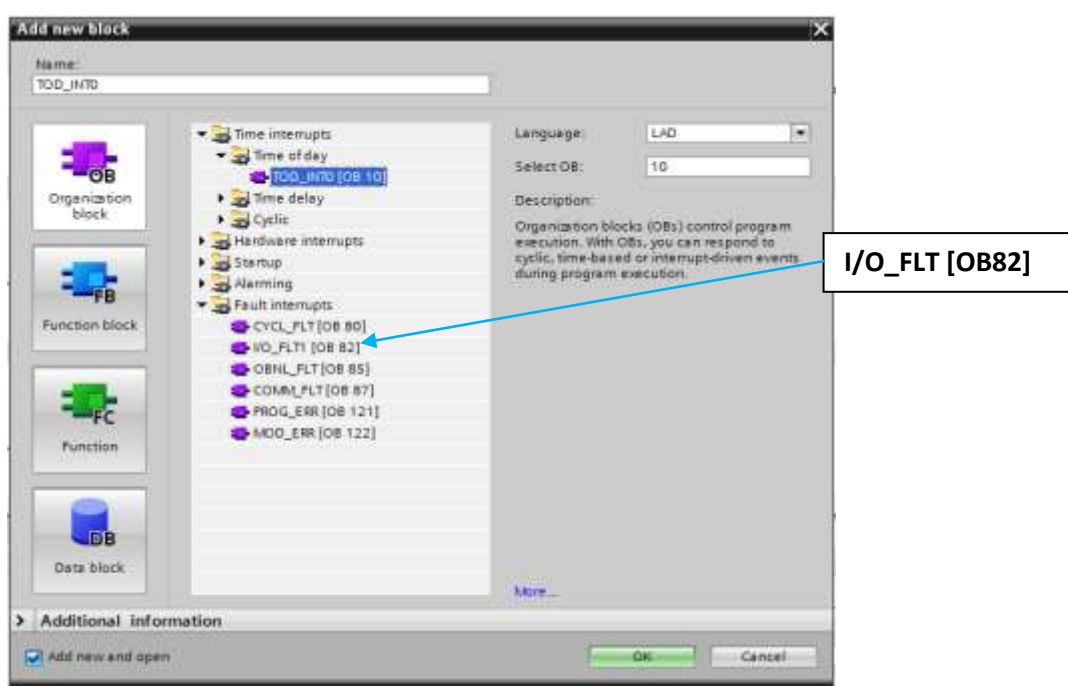 Add new block
Name:
TOD_INT0
OB
Organization
block
FB
Function block
FC
Function
DB
Data block
Time interrupts
Time of day
TOD_INT0 [OB 10]
Time delay
Cyclic
Hardware interrupts
Startup
Alarming
Fault interrupts
CYCL_FLT [OB 80]
I/O_FLT1 [OB 82]
OBNL_FLT [OB 85]
COMM_FLT [OB 87]
PROG_ERR [OB 121]
MOD_ERR [OB 122]
Language: LAD
Select OB: 10
Description:
Organization blocks (OBs) control program
execution. With OBs, you can respond to
cyclic, time-based or interrupt-driven events
during program execution.
More...
I/O_FLT [OB82]
> Additional information
Add new and open
OK
Cancel